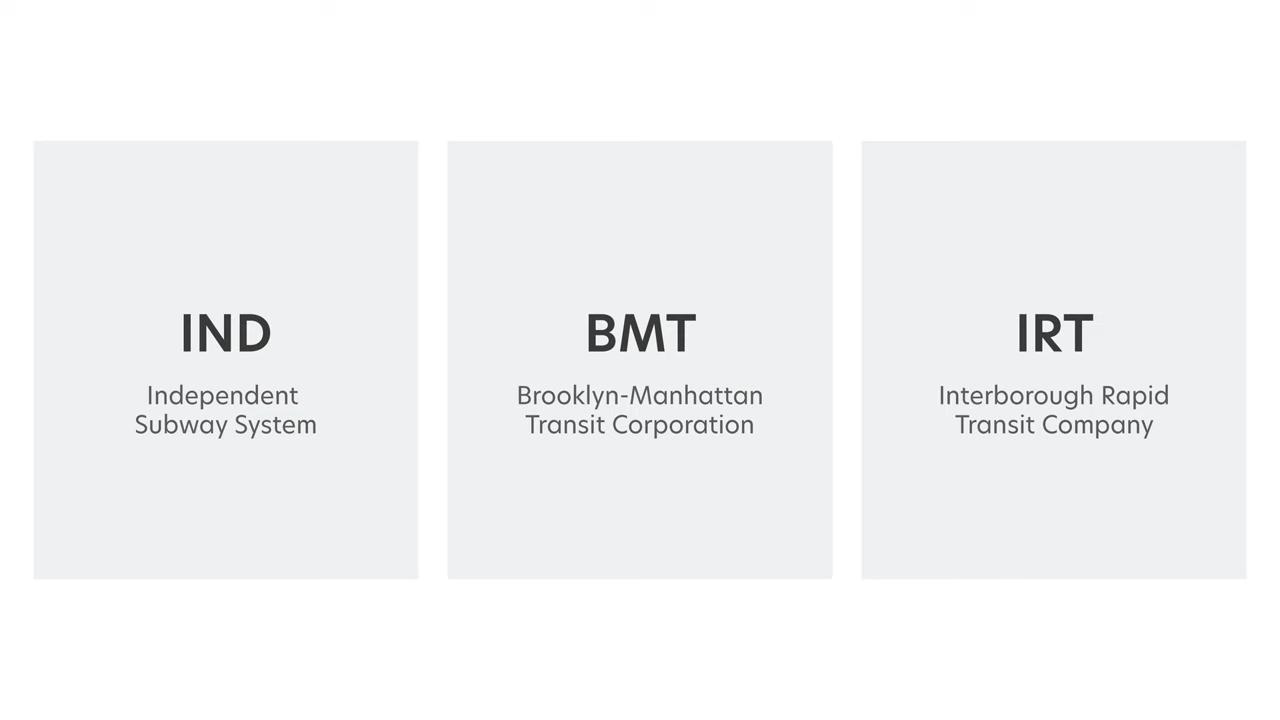 IND
Independent
Subway System
BMT
Brooklyn-Manhattan
Transit Corporation
IRT
Interborough Rapid
Transit Company